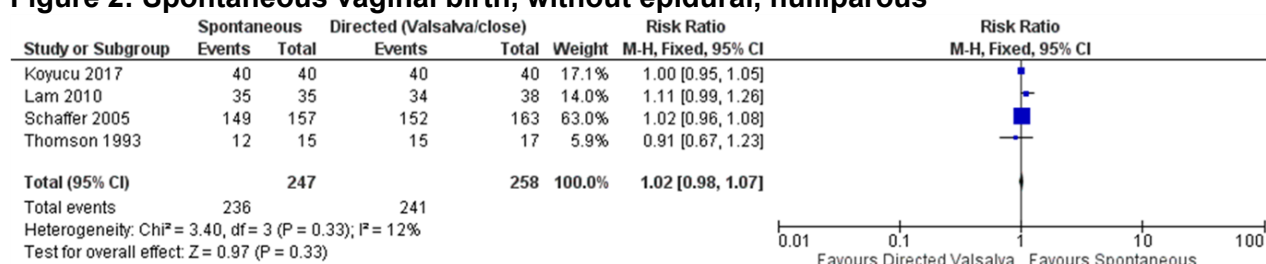 Figure 2: Spontaneous vaginal birth, without epidural, nulliparous
Spontaneous Directed (Valsalva/close) Risk Ratio Risk Ratio
Study or Subgroup Events Total Events Total Weight M-H, Fixed, 95% CI M-H, Fixed, 95% CI
Koyucu 2017 40 40 40 40 17.1% 1.00 [0.95, 1.05]
Lam 2010 35 35 34 38 14.0% 1.11 [0.99, 1.26]
Schaffer 2005 149 157 152 163 63.0% 1.02 [0.96, 1.08]
Thomson 1993 12 15 15 17 5.9% 0.91 [0.67, 1.23]
Total (95% CI) 247 258 100.0% 1.02 [0.98, 1.07]
Total events 236 241
Heterogeneity: Chi² = 3.40, df = 3 (P = 0.33); I² = 12%
Test for overall effect: Z = 0.97 (P = 0.33)
0.01 0.1 1 10 100
Favours Directed Valsalva Favours Spontaneous